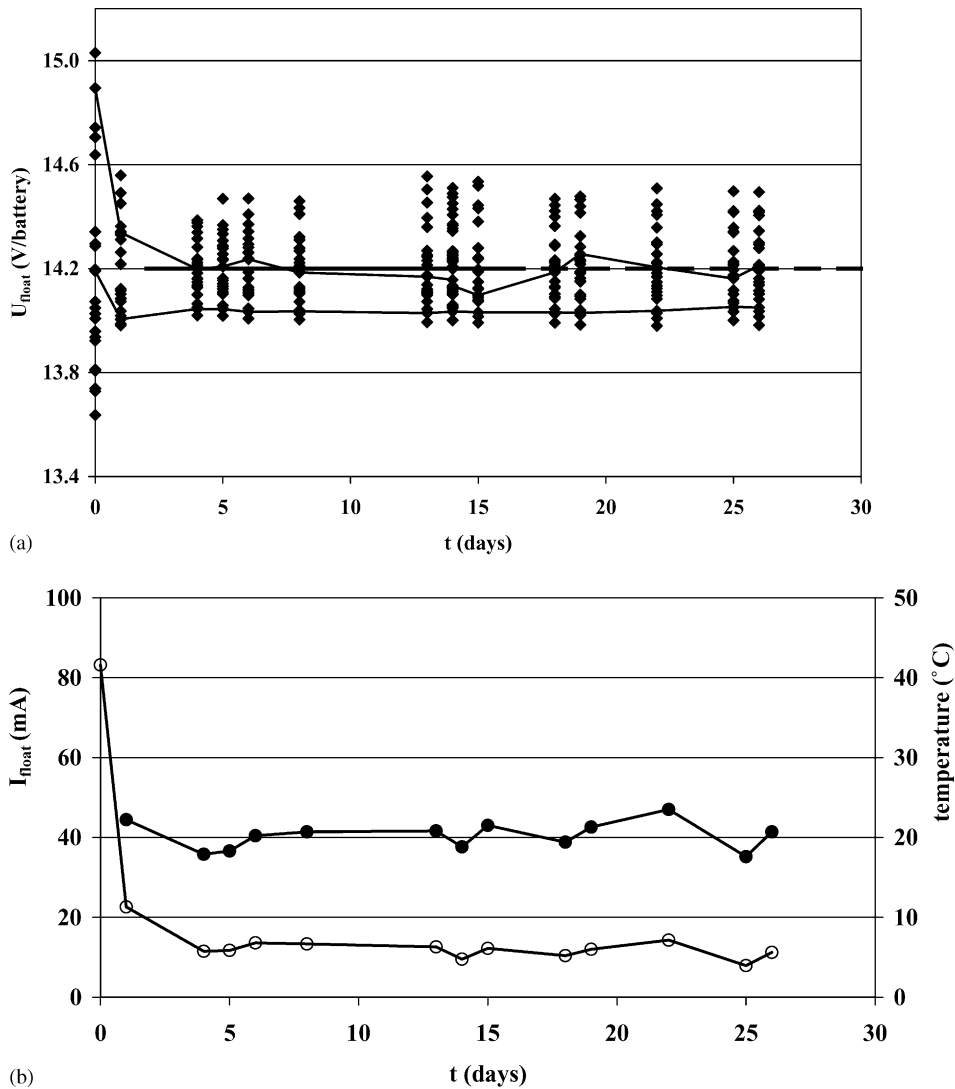 15.0
14.6
14.2
13.8
13.4
U_float (V/battery)
0 5 10 15 20 25 30
t (days)
(a)
100
80
60
40
20
0
I_float (mA)
50
40
30
20
10
0
temperature (°C)
0 5 10 15 20 25 30
t (days)
(b)